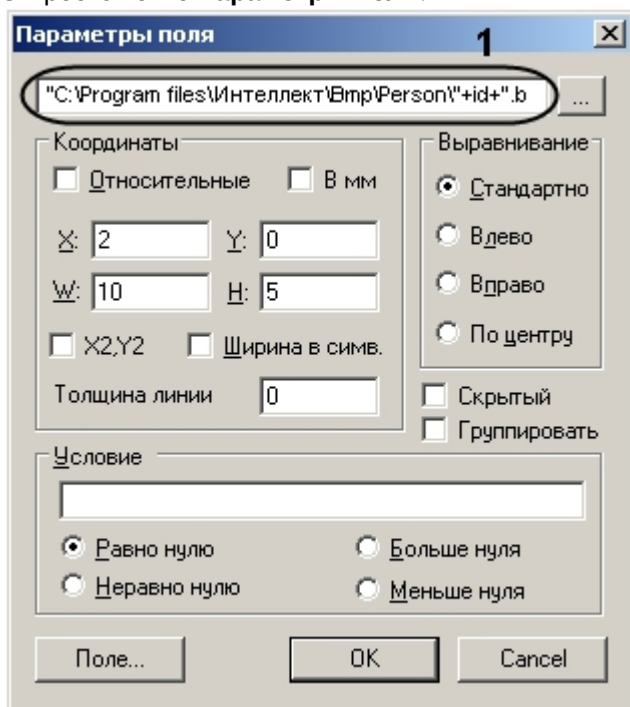 Параметры поля
1
"C:\Program files\Интеллект\Bmp\Person\"+id+".b
...
Координаты
Относительные В мм
X: 2 Y: 0
W: 10 H: 5
X2,Y2 Ширина в симв.
Толщина линии 0
Выравнивание
Стандартно
Влево
Вправо
По центру
Скрытый
Группировать
Условие
Равно нулю Больше нуля
Неравно нулю Меньше нуля
Поле... OK Cancel